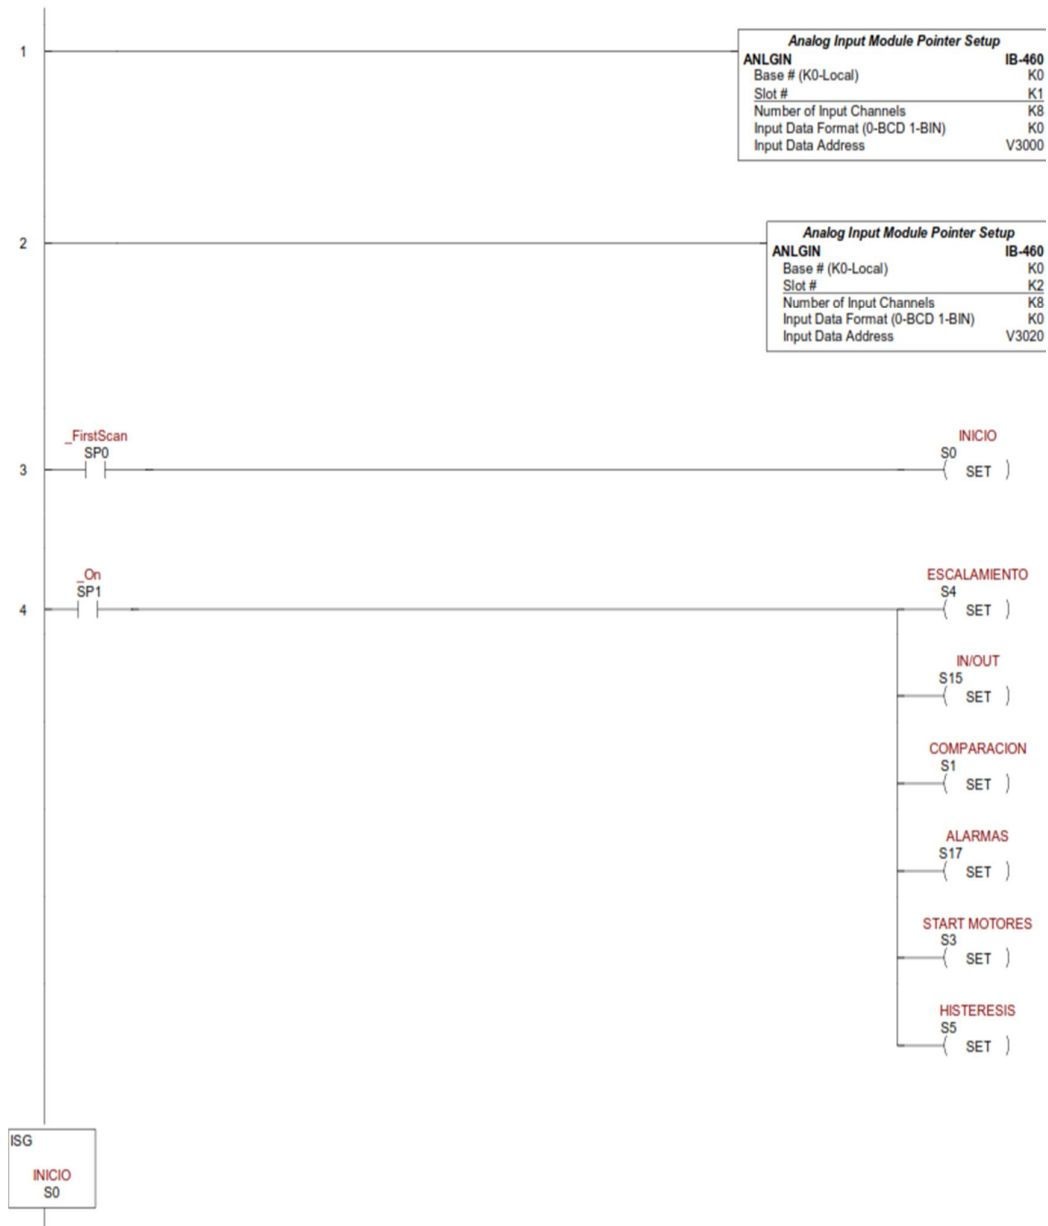 1
Analog Input Module Pointer Setup
ANLGIN IB-460
Base # (K0-Local) K0
Slot # K1
Number of Input Channels K8
Input Data Format (0-BCD 1-BIN) K0
Input Data Address V3000
2
Analog Input Module Pointer Setup
ANLGIN IB-460
Base # (K0-Local) K0
Slot # K2
Number of Input Channels K8
Input Data Format (0-BCD 1-BIN) K0
Input Data Address V3020
_FirstScan INICIO
SP0 S0
3 ( SET )
_On ESCALAMIENTO
SP1 S4
4 ( SET )
IN/OUT
S15
( SET )
COMPARACION
S1
( SET )
ALARMAS
S17
( SET )
START MOTORES
S3
( SET )
HISTERESIS
S5
( SET )
ISG
INICIO
S0